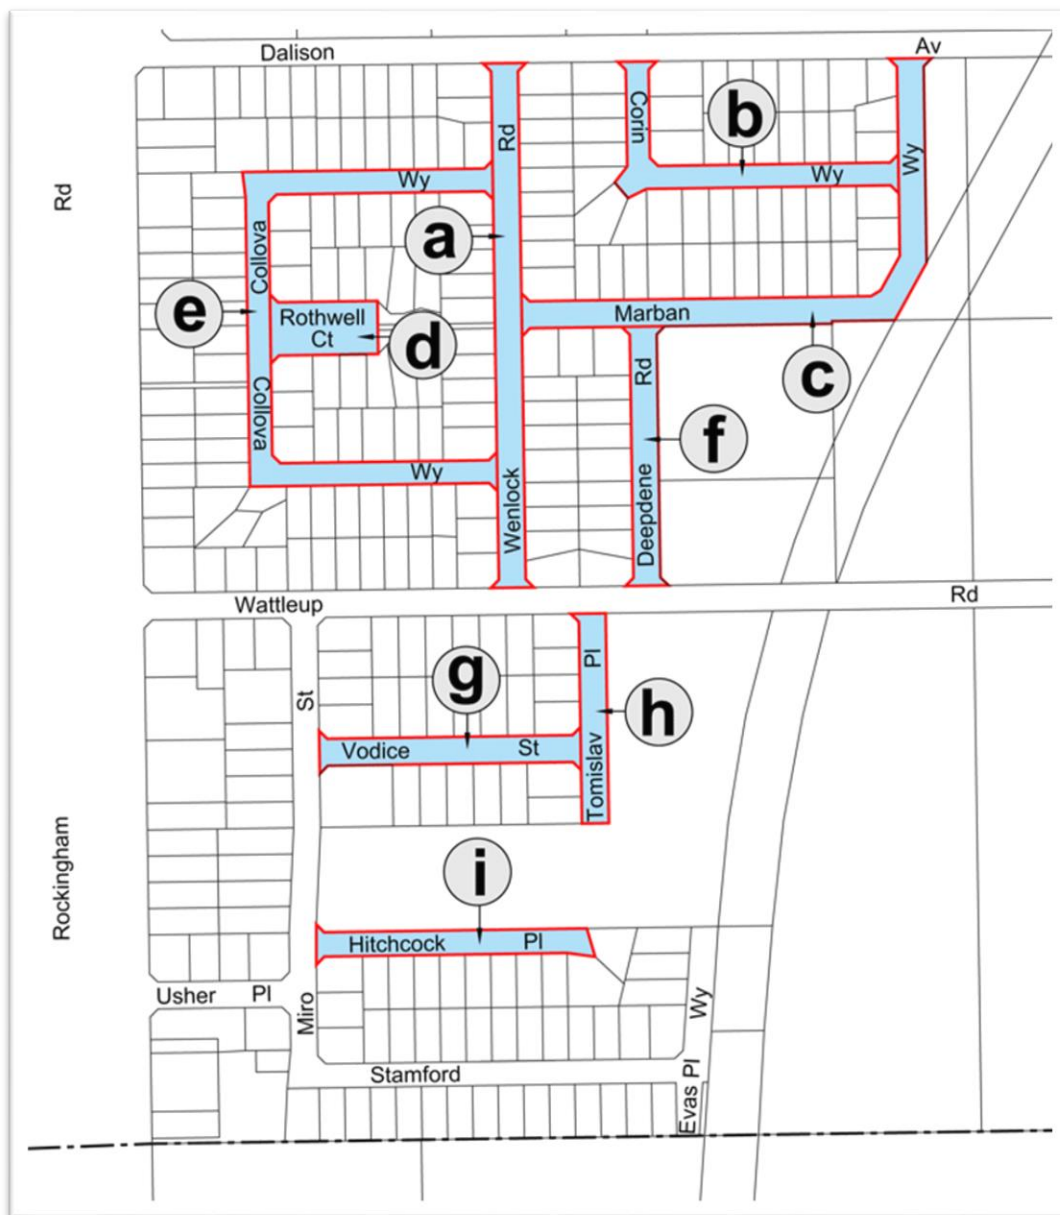 Dalison
Av
Rd
Rd
Corin
b
Wy
Wy
Wy
a
Collova
e
Rothwell
Ct
d
Marban
c
Rd
f
Collova
Wy
Wenlock
Deepdene
Wattleup
Rd
St
g
Pl
h
Vodice
St
Tomislav
Rockingham
i
Hitchcock
Pl
Usher
Pl
Miro
Wy
Stamford
Evas Pl